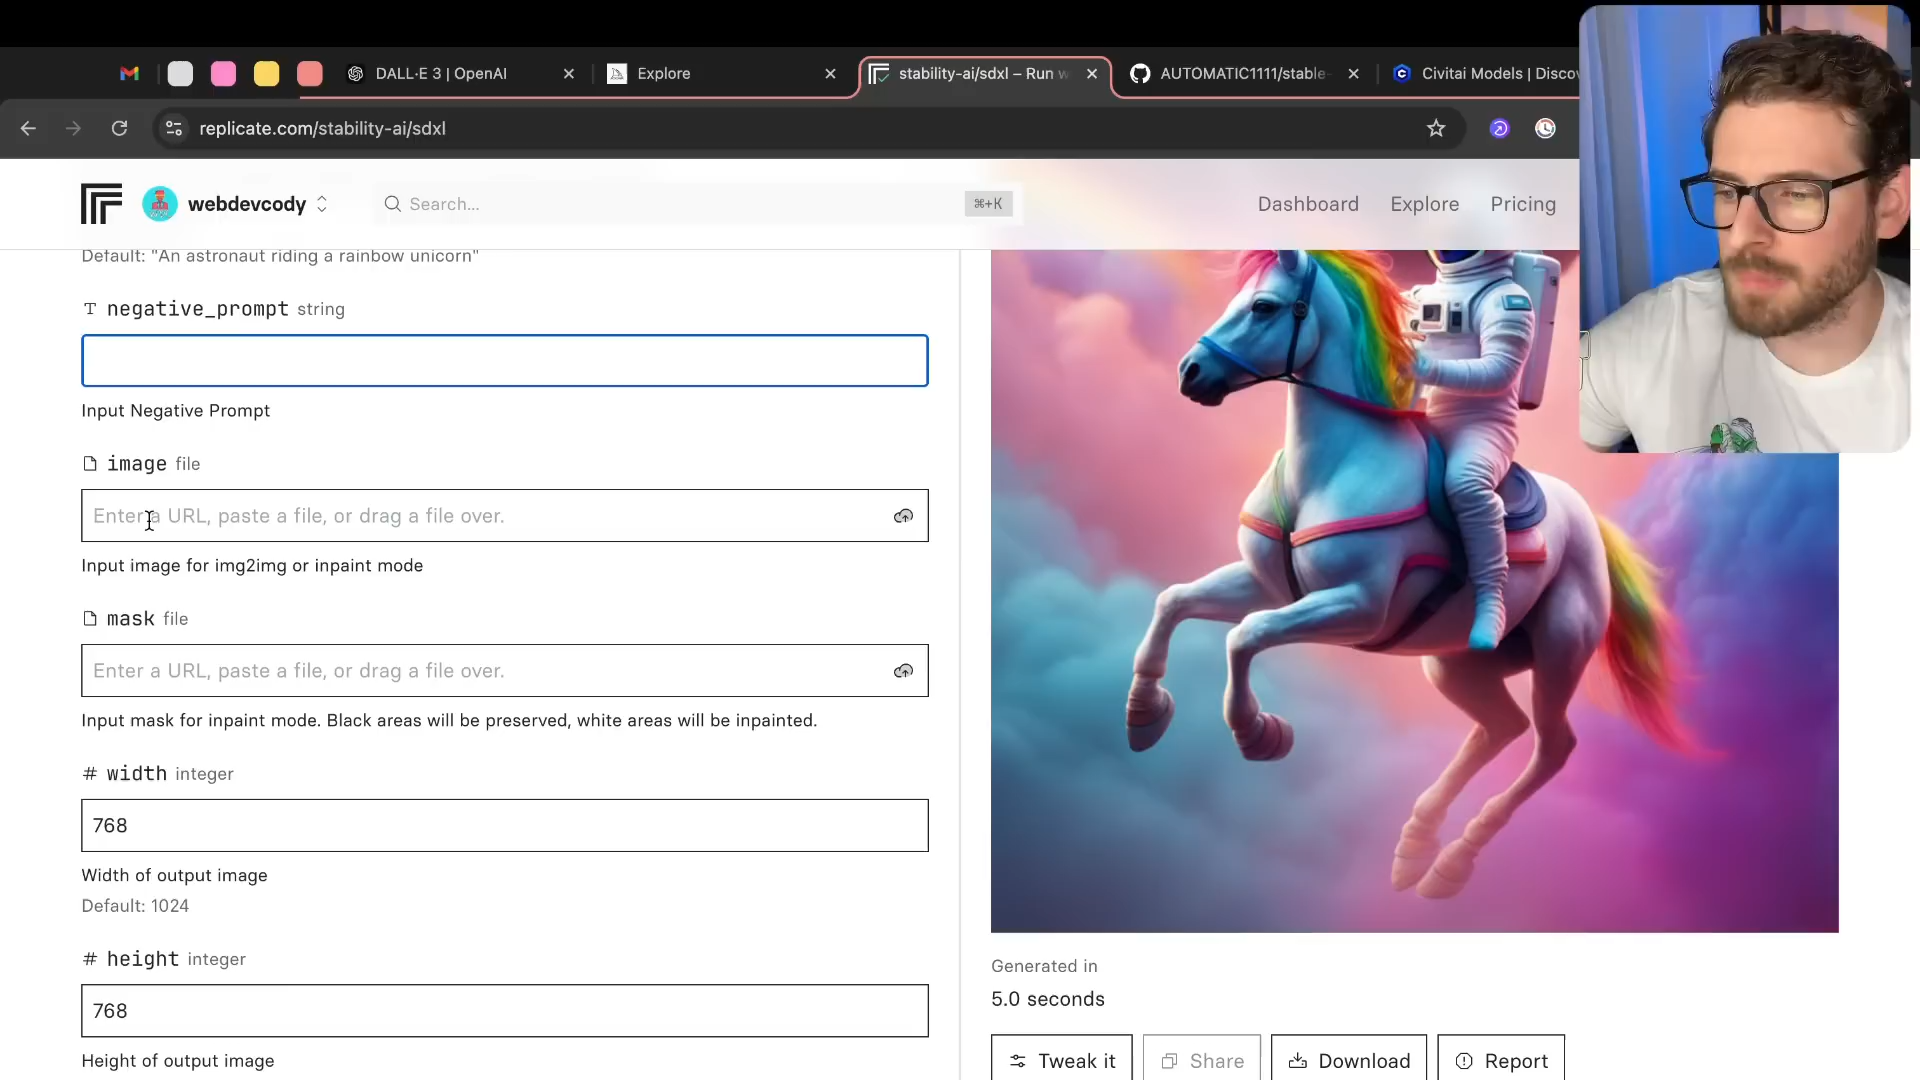 DALL·E 3 | OpenAI
Explore
stability-ai/sdxl – Run w
AUTOMATIC1111/stable-
Civitai Models | Disco
replicate.com/stability-ai/sdxl
webdevcody
Search...
⌘+K
Dashboard
Explore
Pricing
Default: "An astronaut riding a rainbow unicorn"
T negative_prompt string
Input Negative Prompt
image file
Enter a URL, paste a file, or drag a file over.
Input image for img2img or inpaint mode
mask file
Enter a URL, paste a file, or drag a file over.
Input mask for inpaint mode. Black areas will be preserved, white areas will be inpainted.
# width integer
768
Width of output image
Default: 1024
# height integer
768
Height of output image
Generated in
5.0 seconds
Tweak it
Share
Download
Report